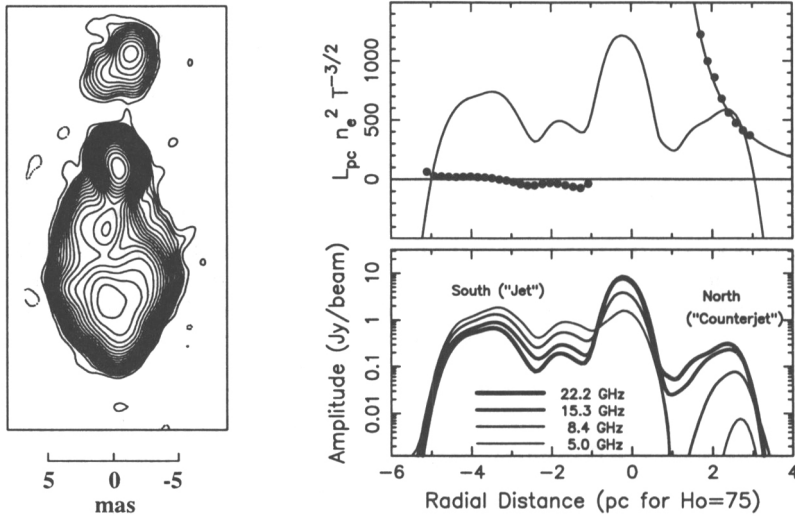 5 0 -5
mas
L_pc n_e^2 T^-3/2
1000
500
0
Amplitude (Jy/beam)
10
1
0.1
0.01
South ("Jet")
North
("Counterjet")
22.2 GHz
15.3 GHz
8.4 GHz
5.0 GHz
-6 -4 -2 0 2 4
Radial Distance (pc for Ho=75)